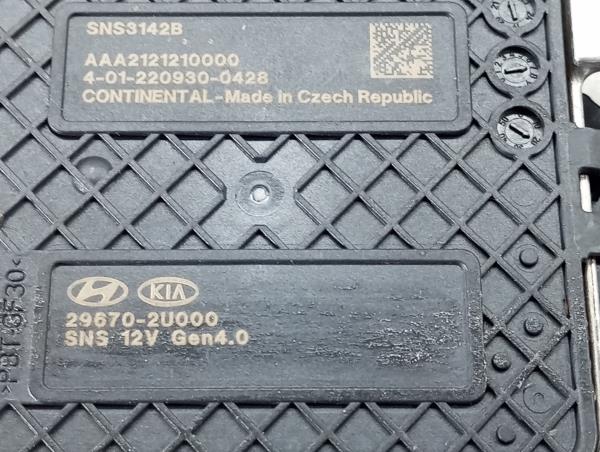 SNS3142B
AAA2121210000
4-01-220930-0428
CONTINENTAL-Made in Czech Republic
KIA
29670-2U000
SNS 12V Gen4.0
>PBT-GF30<